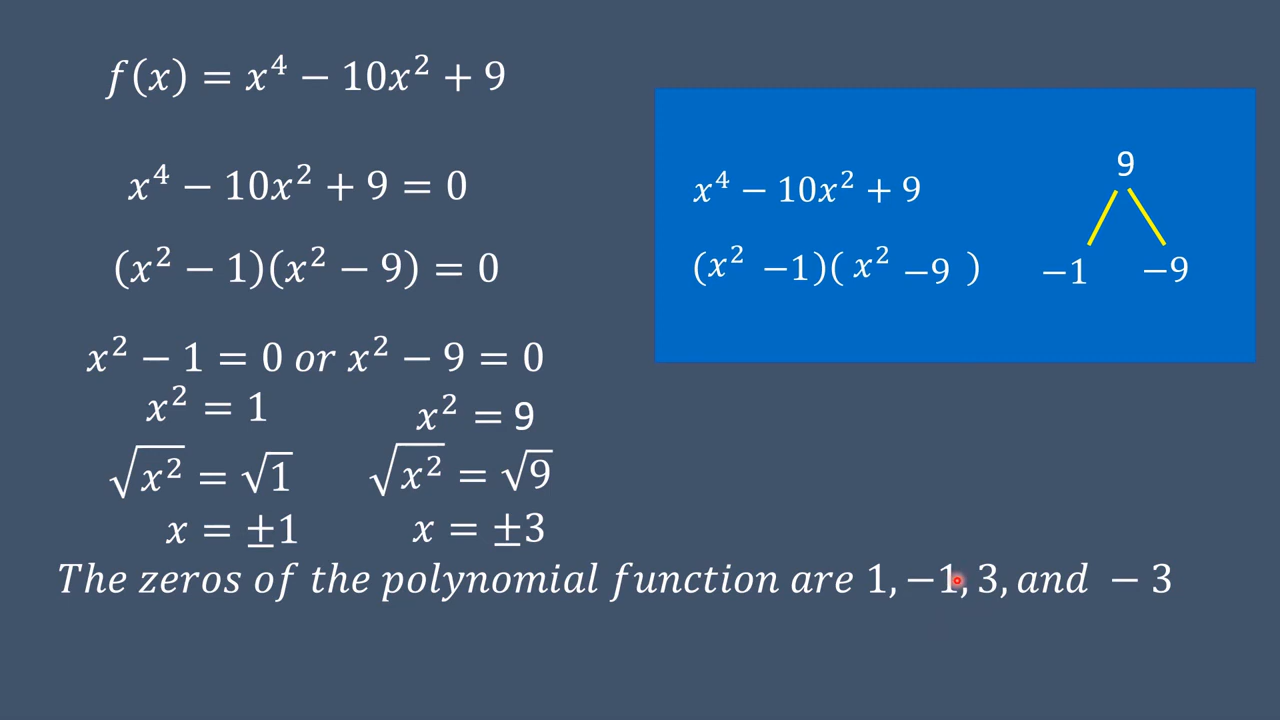 f(x) = x⁴ − 10x² + 9
x⁴ − 10x² + 9 = 0
(x² − 1)(x² − 9) = 0
x² − 1 = 0 or x² − 9 = 0
x² = 1 x² = 9
√x² = √1 √x² = √9
x = ±1 x = ±3
The zeros of the polynomial function are 1, −1, 3, and − 3
9
x⁴ − 10x² + 9
(x² −1)( x² −9 ) −1 −9